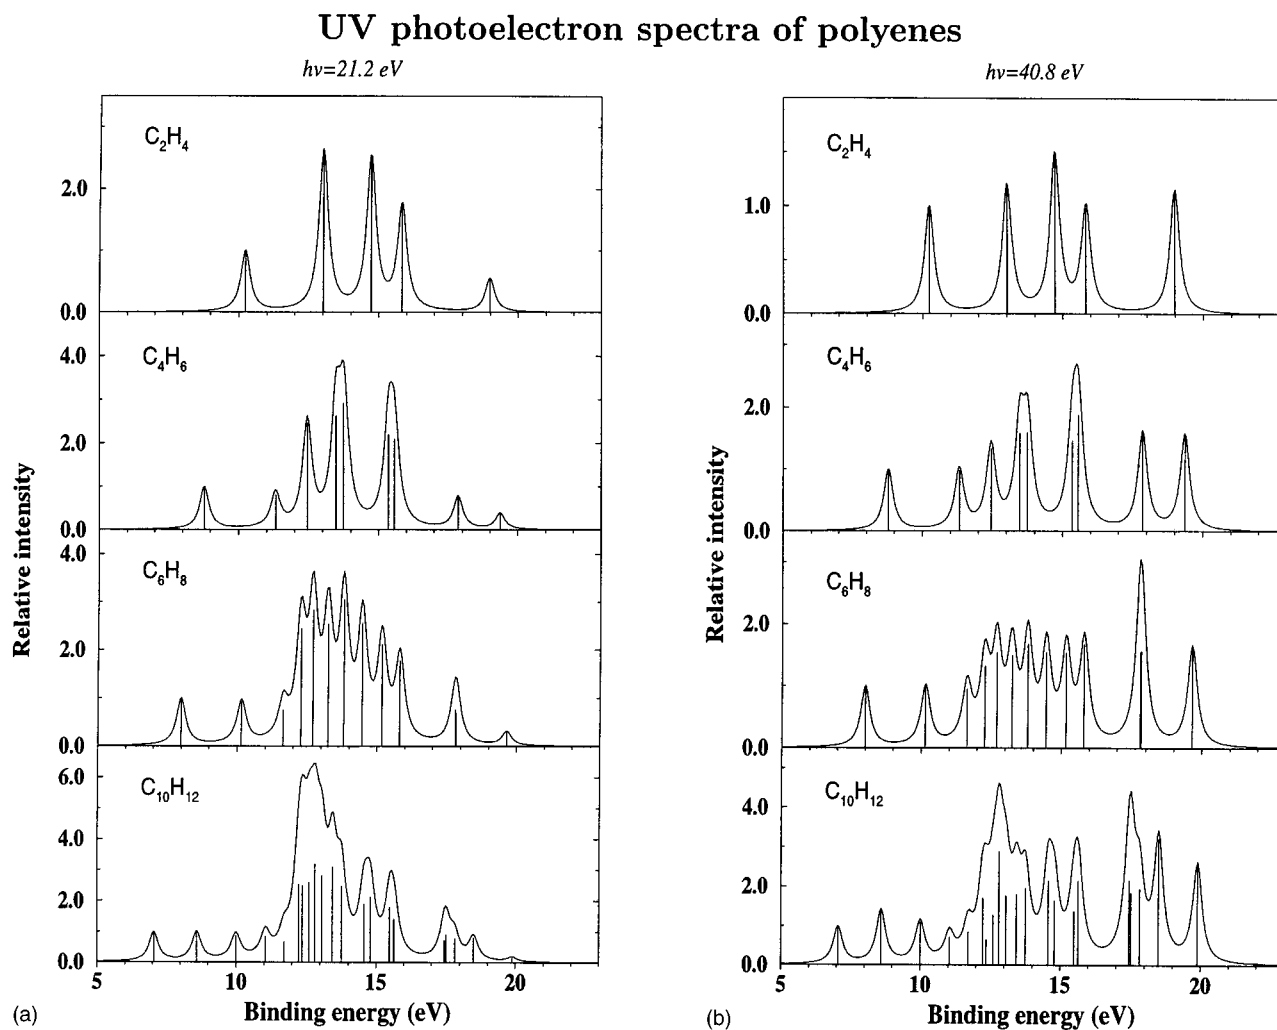 UV photoelectron spectra of polyenes
hν=21.2 eV
hν=40.8 eV
C2H4
2.0
0.0
C4H6
4.0
2.0
0.0
C6H8
4.0
2.0
0.0
C10H12
6.0
4.0
2.0
0.0
5 10 15 20
Relative intensity
Binding energy (eV)
(a)
C2H4
1.0
0.0
C4H6
2.0
0.0
C6H8
2.0
0.0
C10H12
4.0
2.0
0.0
5 10 15 20
Relative intensity
Binding energy (eV)
(b)